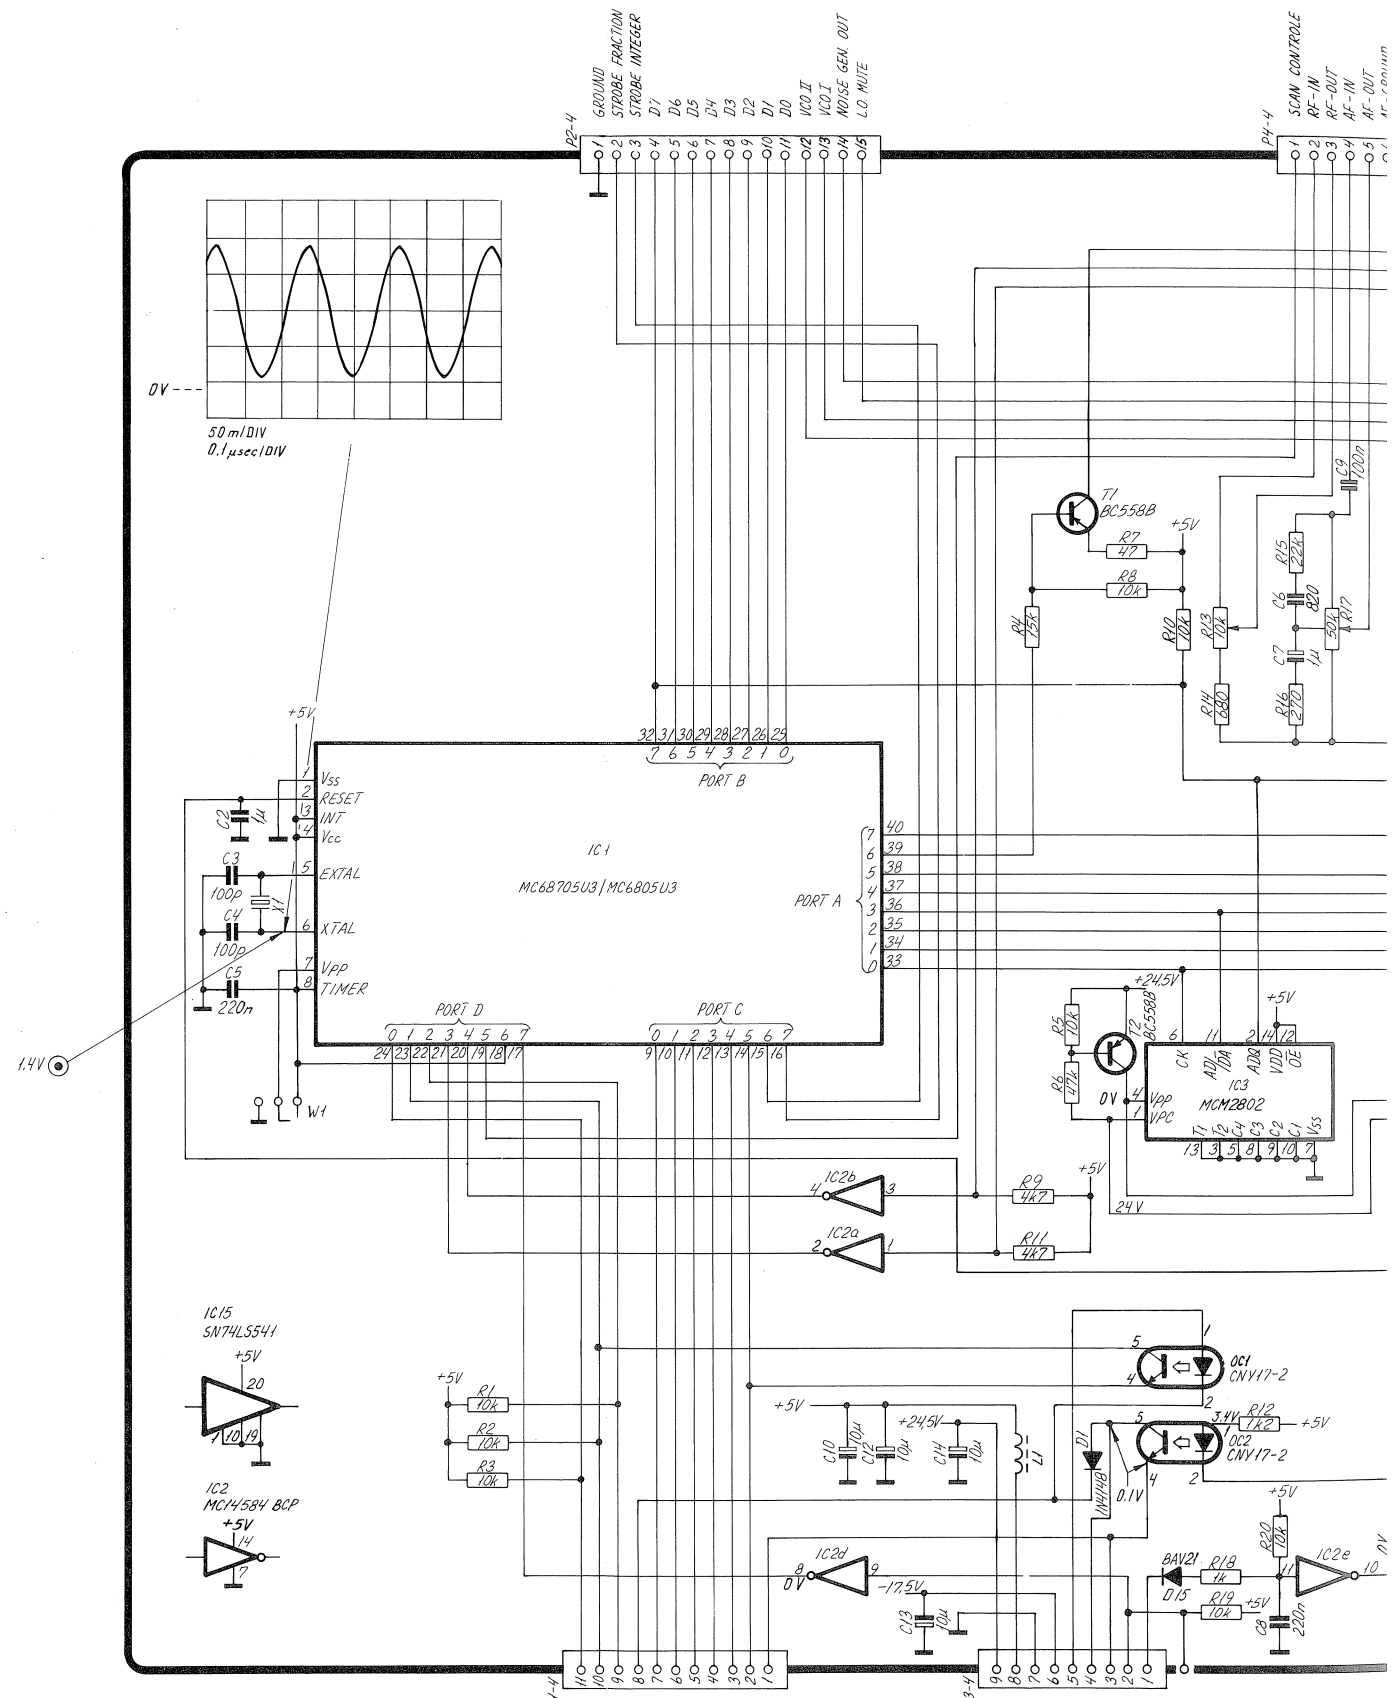 P2-4
GROUND
STROBE FRACTION
STROBE INTEGER
D7
D6
D5
D4
D3
D2
D1
D0
VCO II
VCO I
NOISE GEN. OUT
L.O MUTE
1 2 3 4 5 6 7 8 9 10 11 12 13 14 15
P4-4
SCAN CONTROLE
RF-IN
RF-OUT
AF-IN
AF-OUT
AF-GROUND
1 2 3 4 5
0V ---
50 m/DIV
0,1 µsec/DIV
T1
BC558B
+5V
R7
47
R8
10k
R4
15k
R10
10k
R13
10k
R14
680
C9
100n
R15
22k
C6
820
R17
50k
C7
1µ
R16
270
+5V
32 31 30 29 28 27 26 25
7 6 5 4 3 2 1 0
PORT B
1 Vss
2 RESET
3 INT
4 Vcc
5 EXTAL
6 XTAL
7 VPP
8 TIMER
C2
1µ
C3
100p
X1
C4
100p
C5
220n
IC1
MC68705U3/MC6805U3
PORT A
7 40
6 39
5 38
4 37
3 36
2 35
1 34
0 33
PORT D
0 1 2 3 4 5 6 7
24 23 22 21 20 19 18 17
PORT C
0 1 2 3 4 5 6 7
9 10 11 12 13 14 15 16
1,4V
W1
+24,5V
R5
10k
T2
BC558B
R6
47k
0V
+5V
6 11 2 14 12
CK
AD/DA
ADQ
VDD
OE
IC3
MCM2802
4 VPP
1 VPC
T1 T2 C4 C3 C2 C1 Vss
13 3 5 8 9 10 7
24V
4 IC2b 3
R9
4k7
+5V
2 IC2a 1
R11
4k7
IC15
SN74LS541
+5V
20
1 10 19
IC2
MC14584 BCP
+5V
14
7
+5V
R1
10k
R2
10k
R3
10k
5
4
1
2
OC1
CNY17-2
+5V
C10
10µ
C12
10µ
+24,5V
C14
10µ
L1
D1
1N4148
0.1V
5
4
3.4V
1
2
R12
1k2
+5V
OC2
CNY17-2
8 IC2d 9
0V
-17,5V
C13
10µ
BAV21
D15
R18
1k
R19
10k
+5V
+5V
R20
10k
11
IC2e
10
0V
C8
220n
1-4
11 10 9 8 7 6 5 4 3 2 1
3-4
9 8 7 6 5 4 3 2 1